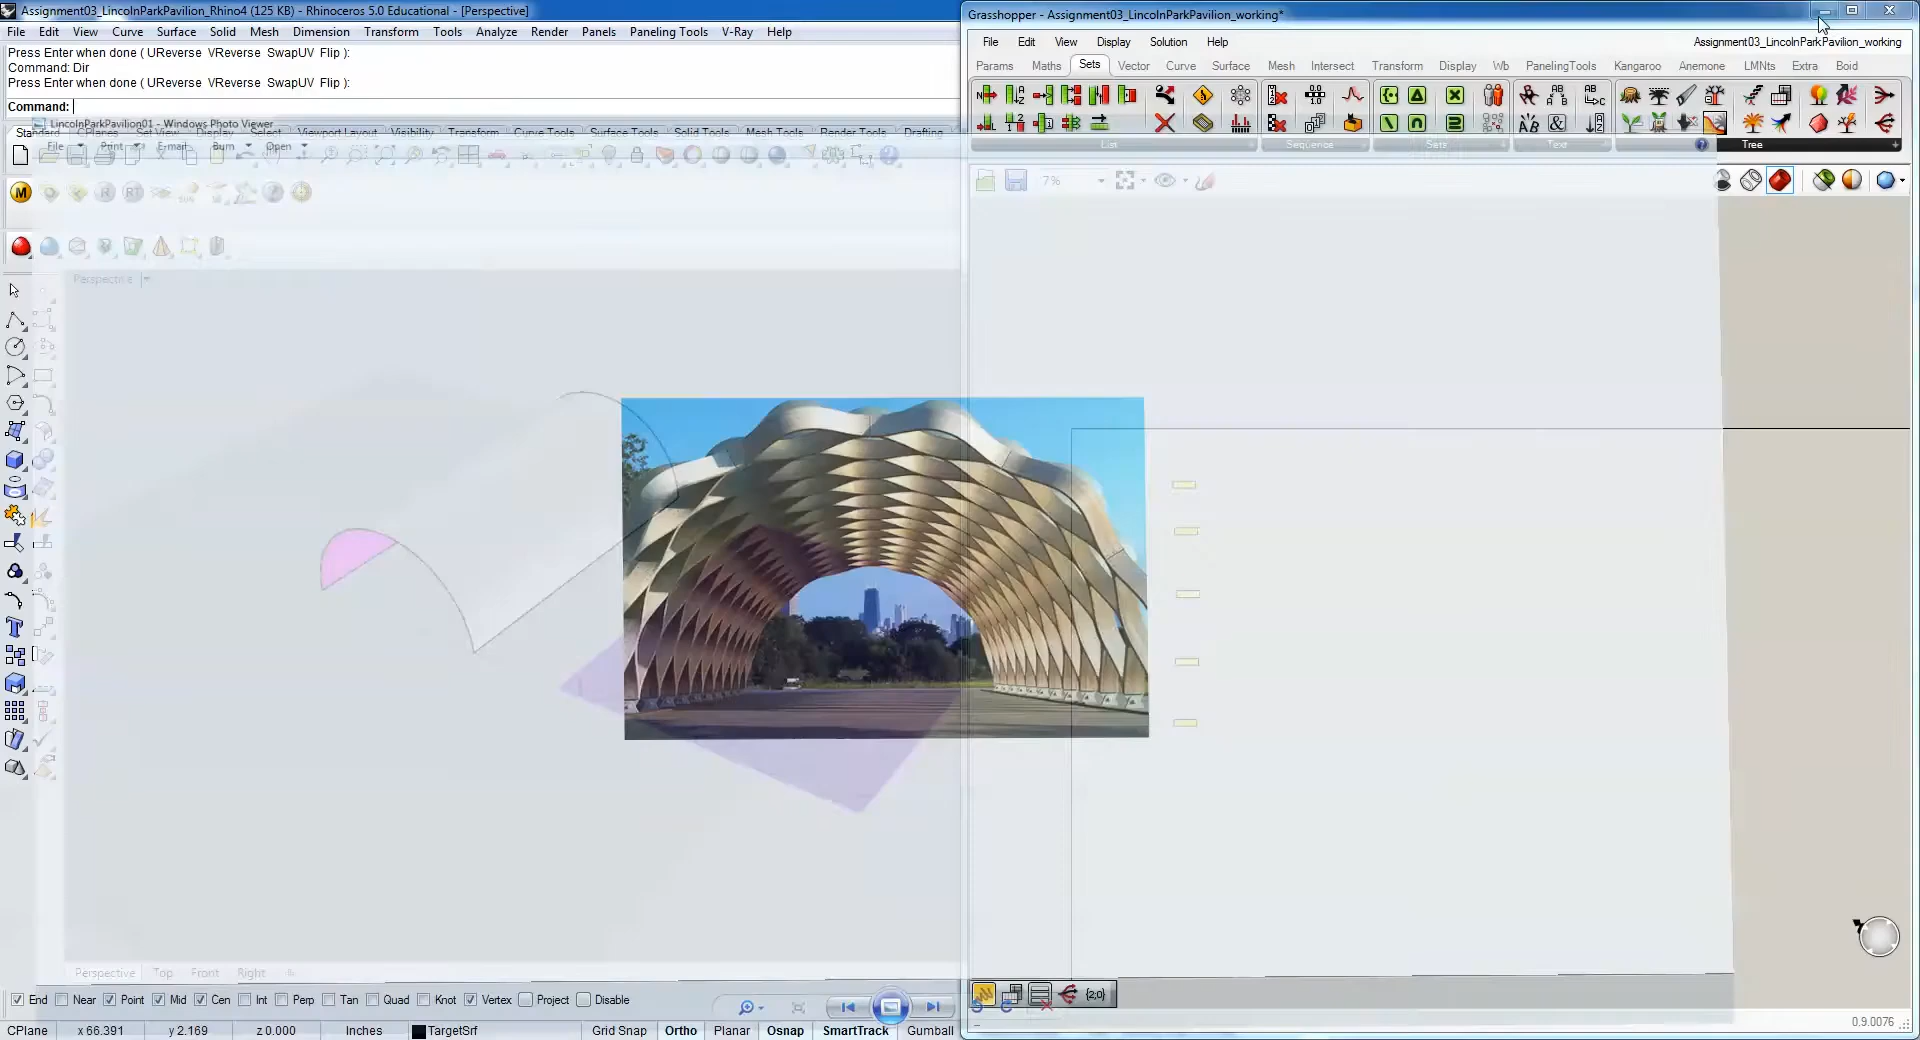 Assignment03_LincolnParkPavilion_Rhino4 (125 KB) - Rhinoceros 5.0 Educational - [Perspective]
File Edit View Curve Surface Solid Mesh Dimension Transform Tools Analyze Render Panels Paneling Tools V-Ray Help
Press Enter when done ( UReverse VReverse SwapUV Flip ):
Command: Dir
Press Enter when done ( UReverse VReverse SwapUV Flip ):
Command:
LincolnParkPavilion01 - Windows Photo Viewer
Standard CPlanes Set View Display Select Viewport Layout Visibility Transform Curve Tools Surface Tools Solid Tools Mesh Tools Render Tools Drafting
File Print E-mail Burn Open
Perspective
Perspective Top Front Right
End Near Point Mid Cen Int Perp Tan Quad Knot Vertex Project Disable
CPlane x 66.391 y 2.169 z 0.000 Inches TargetSrf Grid Snap Ortho Planar Osnap SmartTrack Gumball
Grasshopper - Assignment03_LincolnParkPavilion_working*
File Edit View Display Solution Help Assignment03_LincolnParkPavilion_working
Params Maths Sets Vector Curve Surface Mesh Intersect Transform Display Wb PanelingTools Kangaroo Anemone LMNts Extra Boid
List Sequence Sets Text Tree
7%
{2;0}
0.9.0076